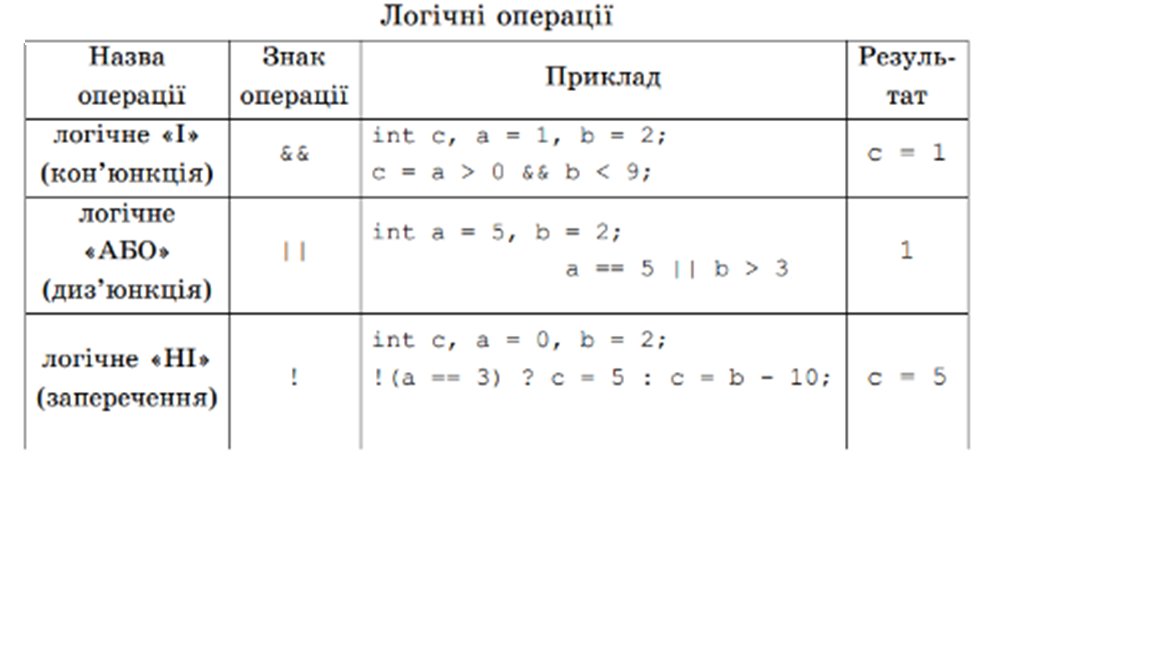 Логічні операції
Назва операції
Знак операції
Приклад
Резуль-
тат
логічне «І»
(кон’юнкція)
&&
int c, a = 1, b = 2;
c = a > 0 && b < 9;
c = 1
логічне
«АБО»
(диз’юнкція)
||
int a = 5, b = 2;
a == 5 || b > 3
1
логічне «НІ»
(заперечення)
!
int c, a = 0, b = 2;
!(a == 3) ? c = 5 : c = b - 10;
c = 5